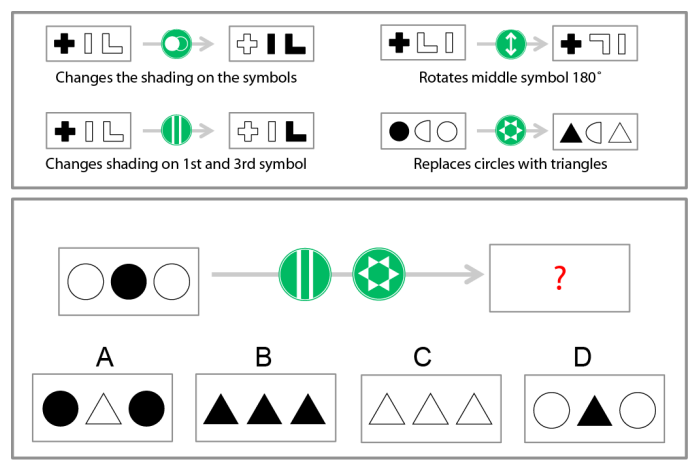 Changes the shading on the symbols
Rotates middle symbol 180˚
Changes shading on 1st and 3rd symbol
Replaces circles with triangles
?
A B C D